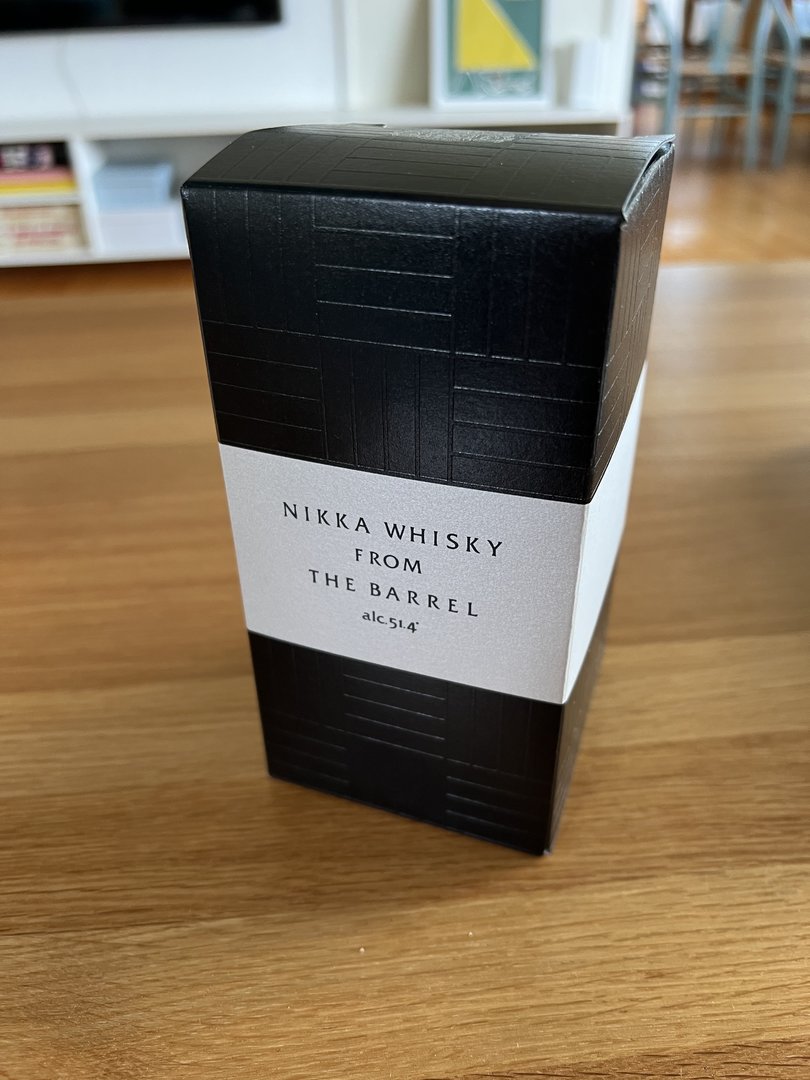 NIKKA WHISKY
FROM
THE BARREL
alc.51.4°